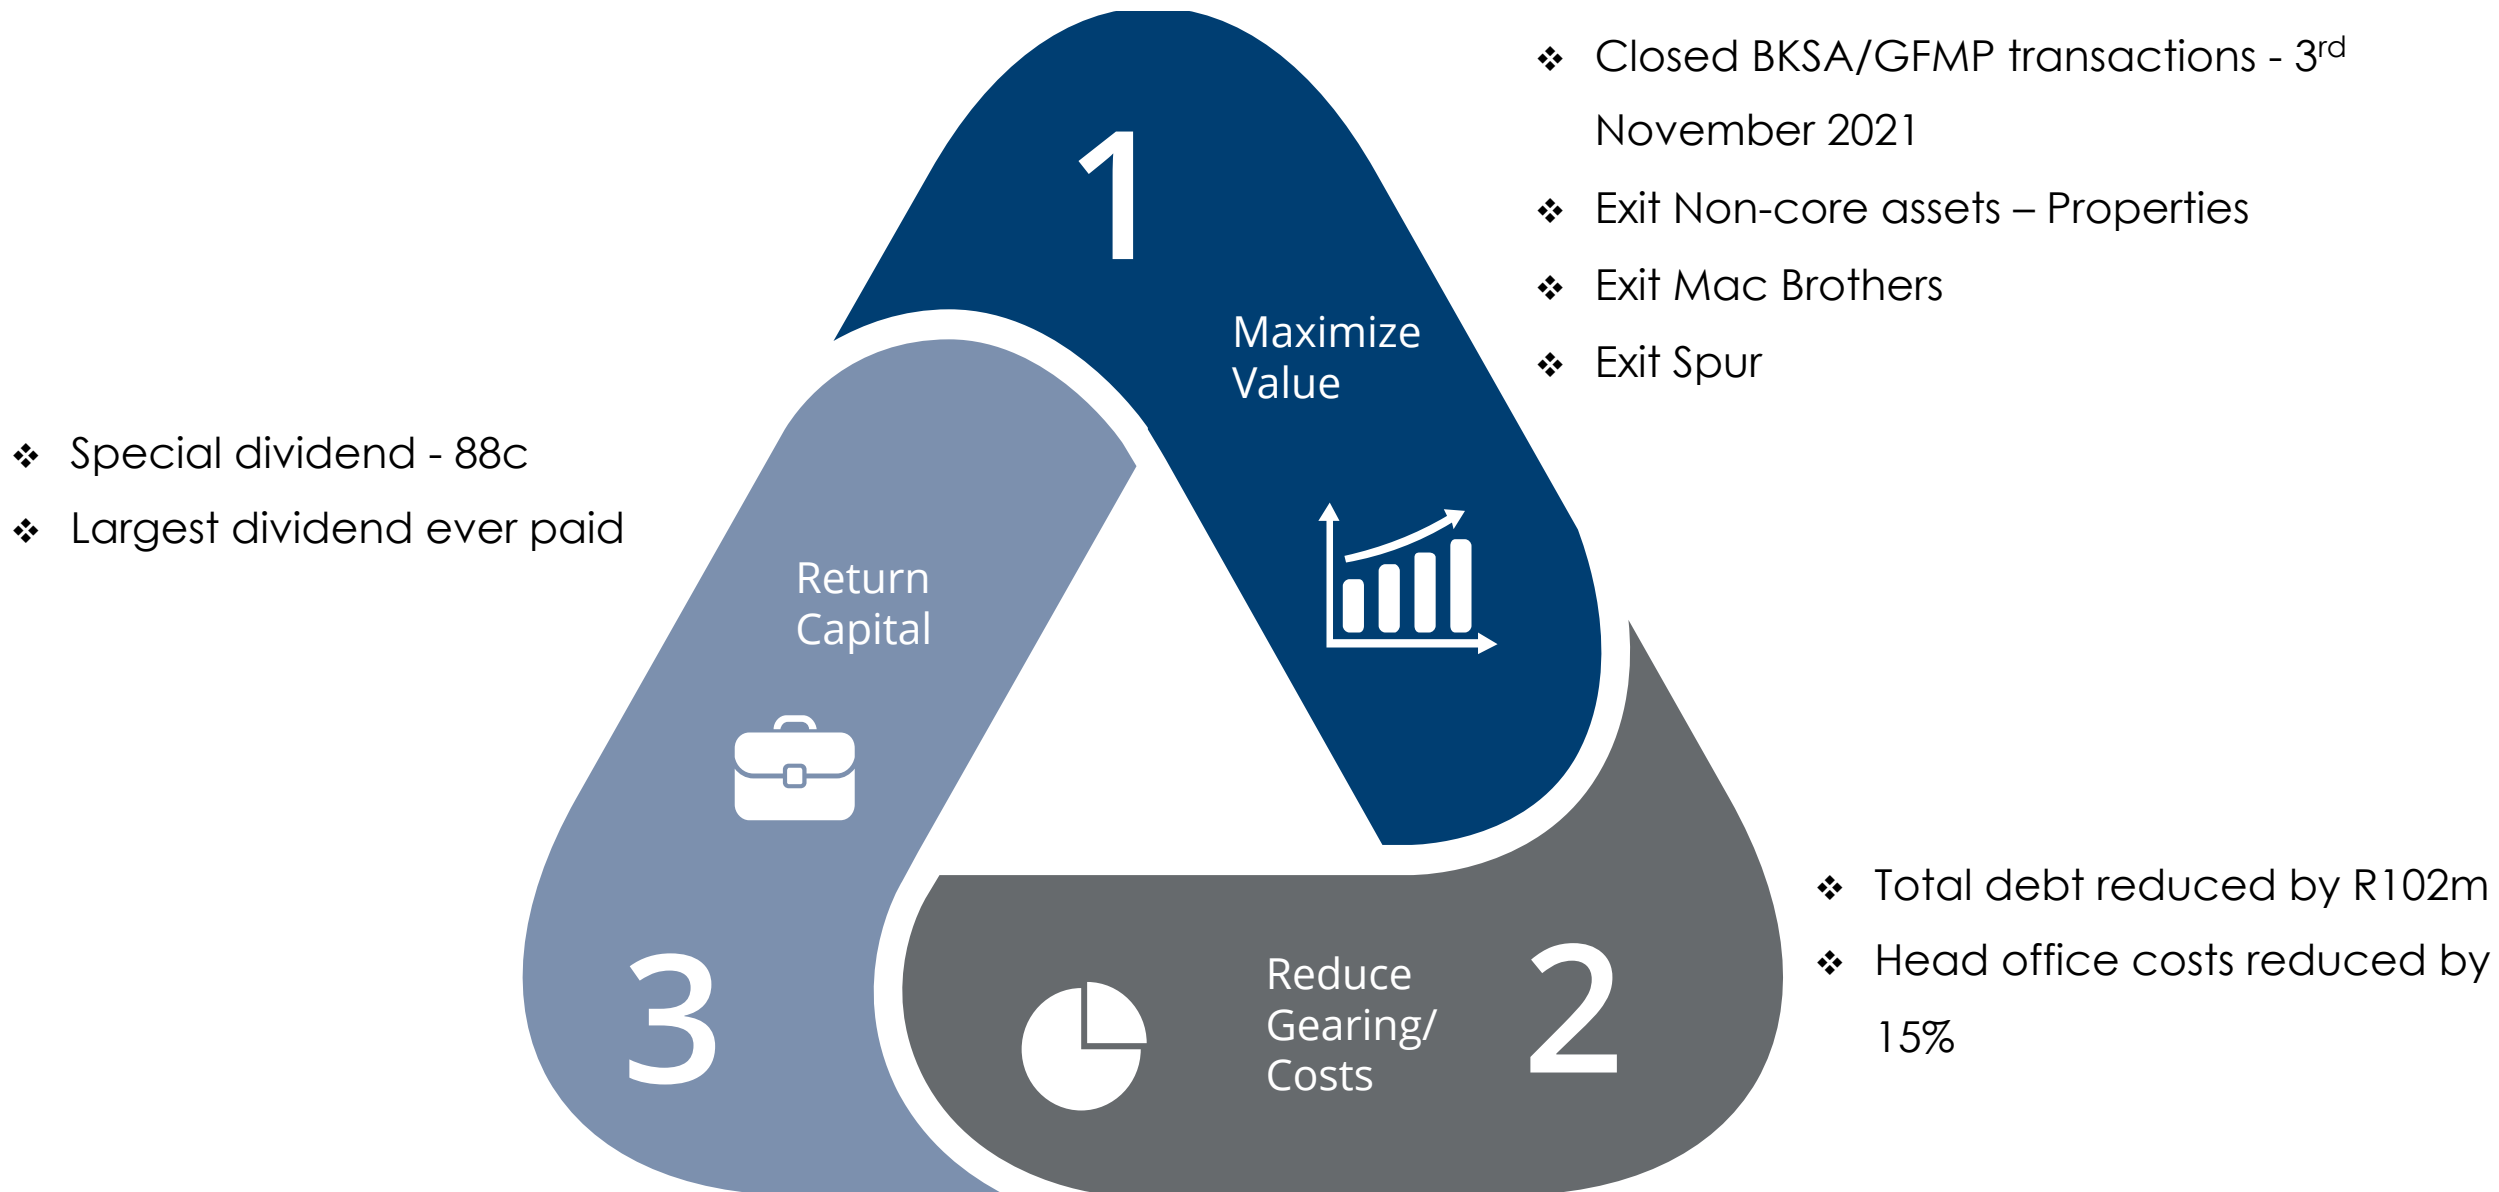 1
Maximize
Value
❖ Closed BKSA/GFMP transactions - 3rd
November 2021
❖ Exit Non-core assets – Properties
❖ Exit Mac Brothers
❖ Exit Spur
2
Reduce
Gearing/
Costs
❖ Total debt reduced by R102m
❖ Head office costs reduced by
15%
3
Return
Capital
❖ Special dividend - 88c
❖ Largest dividend ever paid